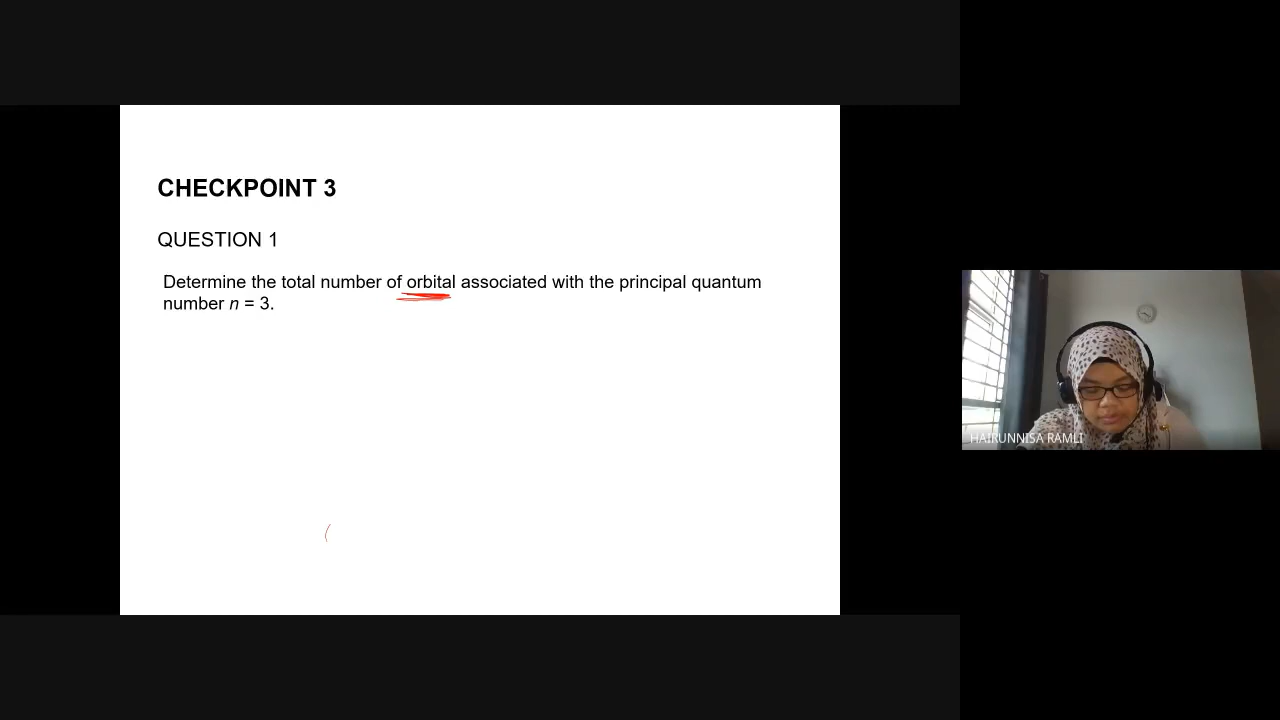 CHECKPOINT 3
QUESTION 1
Determine the total number of orbital associated with the principal quantum
number n = 3.
(
HAIRUNNISA RAMLI